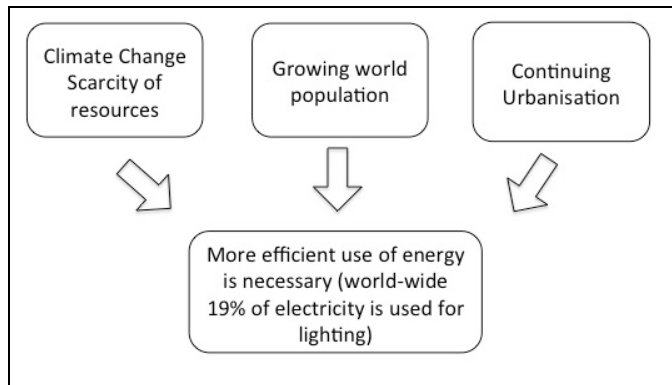 Climate Change
Scarcity of
resources
Growing world
population
Continuing
Urbanisation
More efficient use of energy
is necessary (world-wide
19% of electricity is used for
lighting)